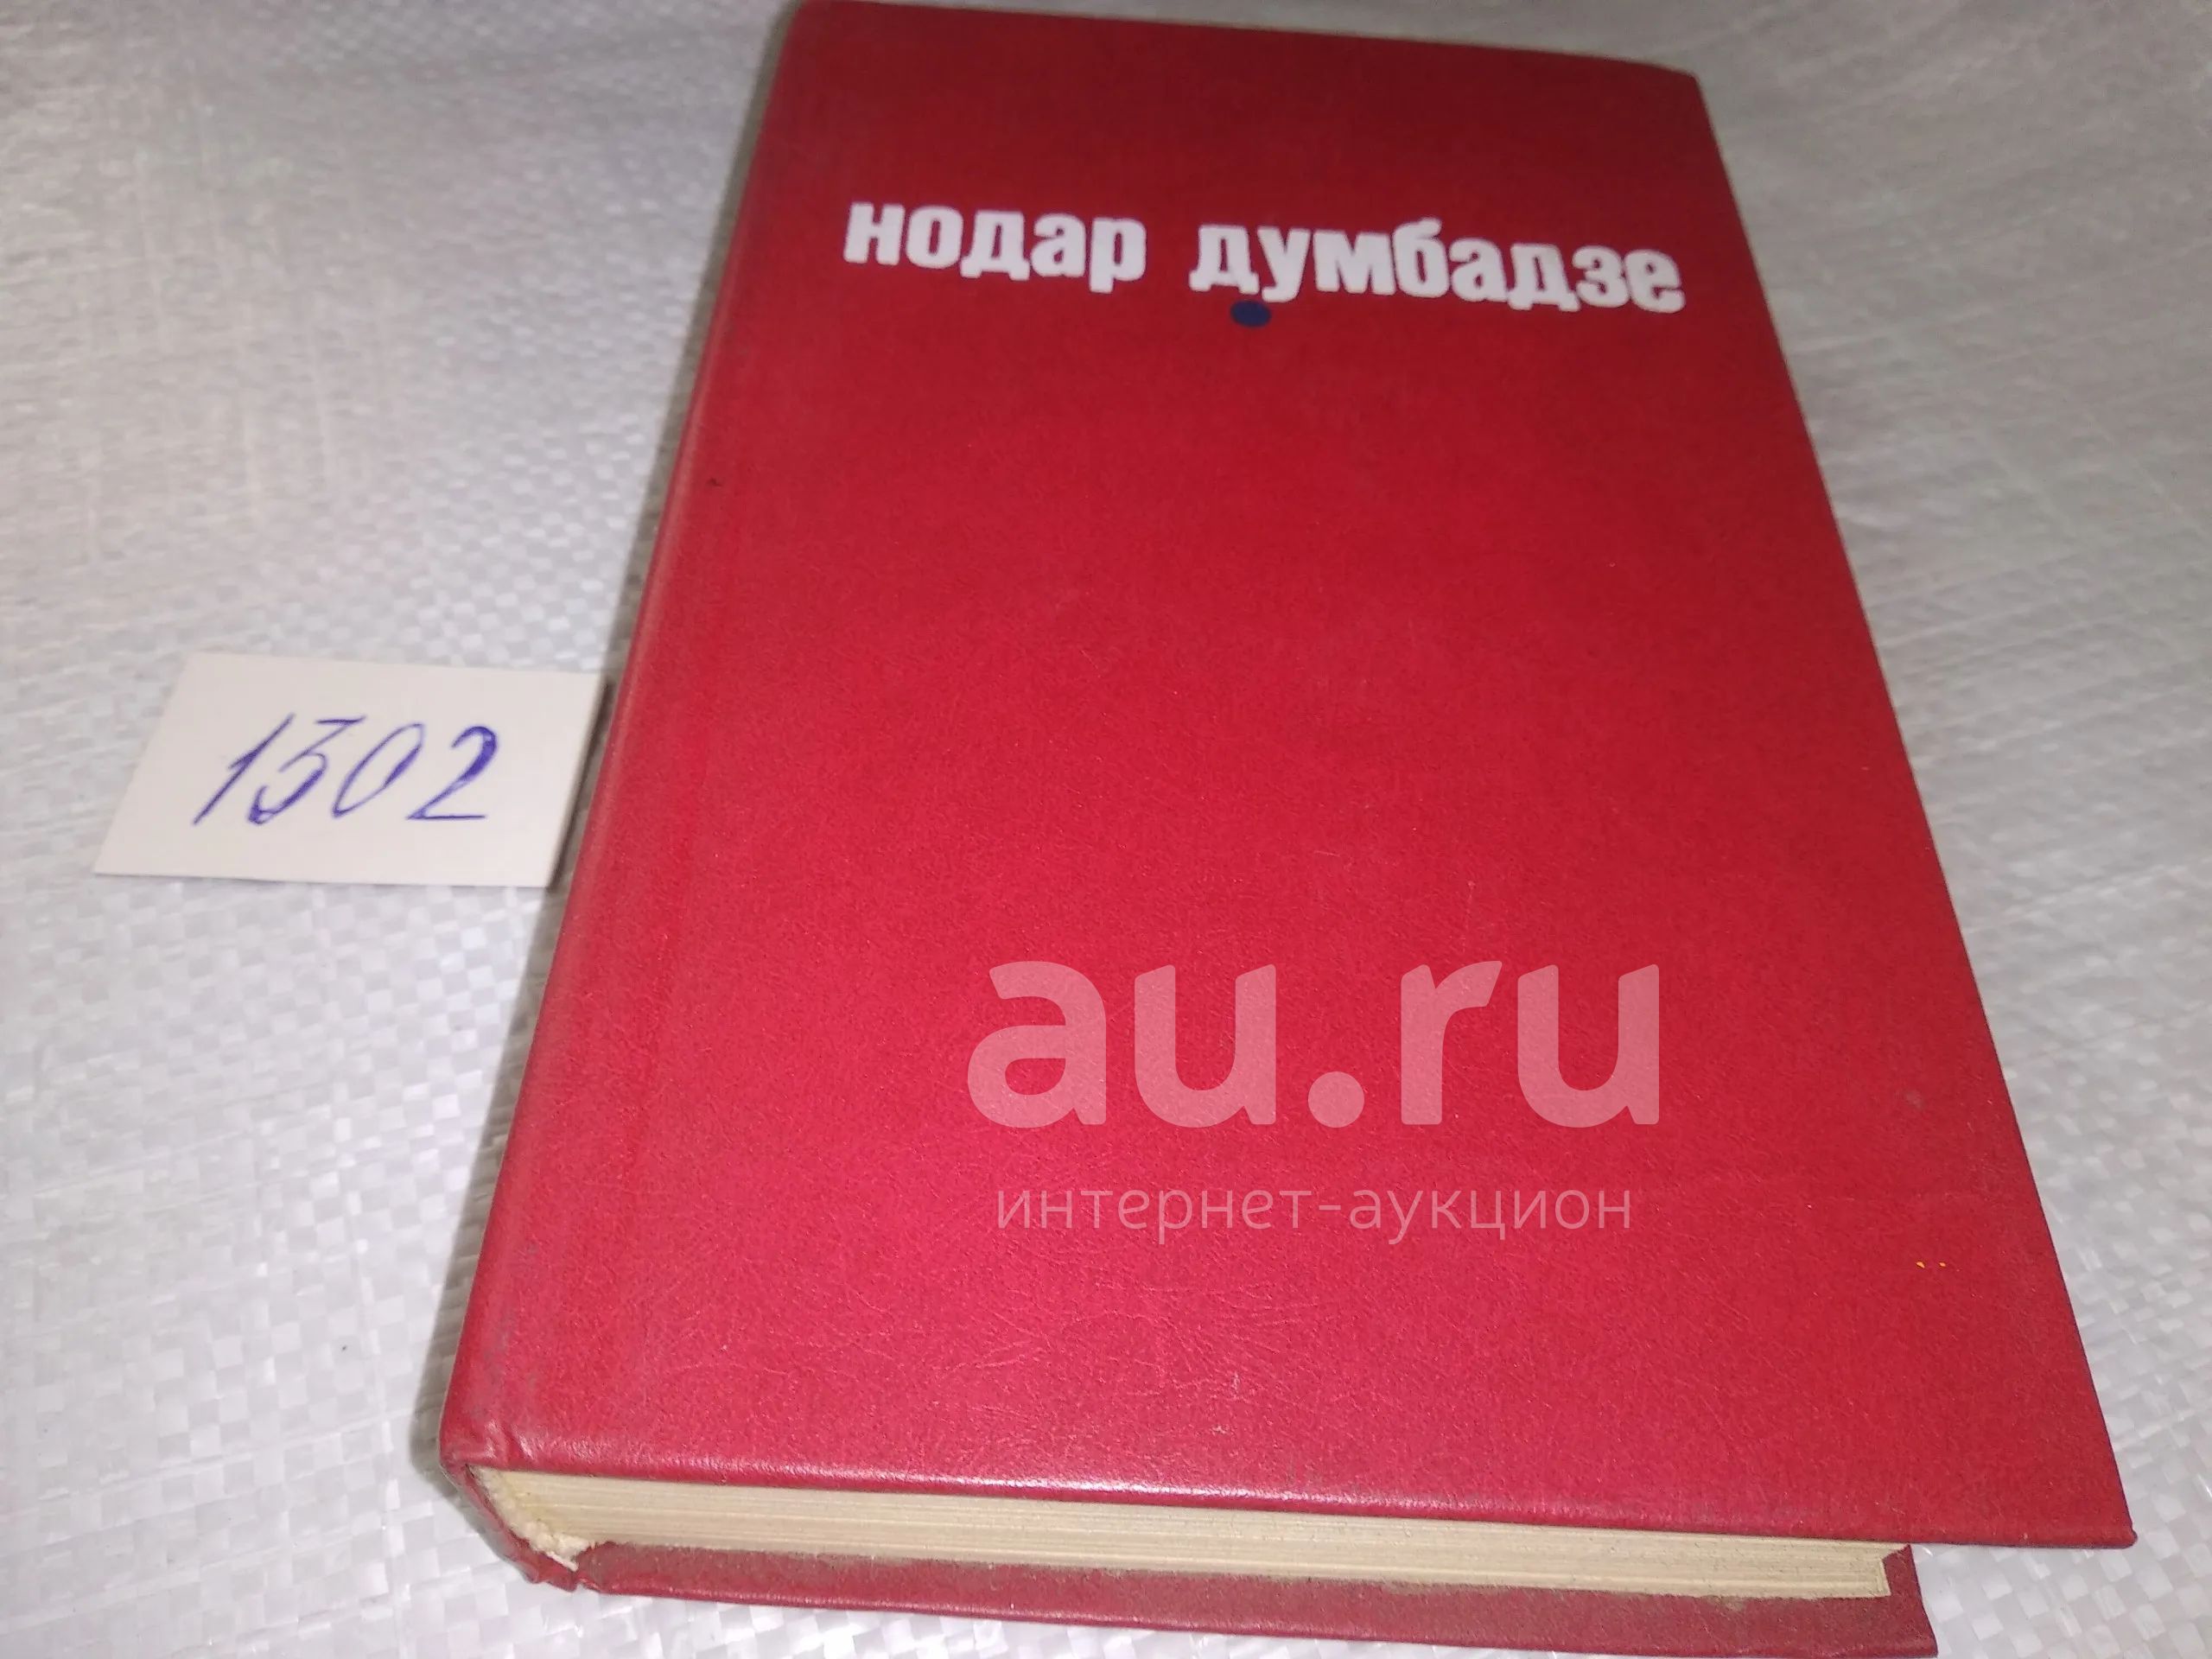 нодар думбадзе
1302
au.ru
интернет-аукцион